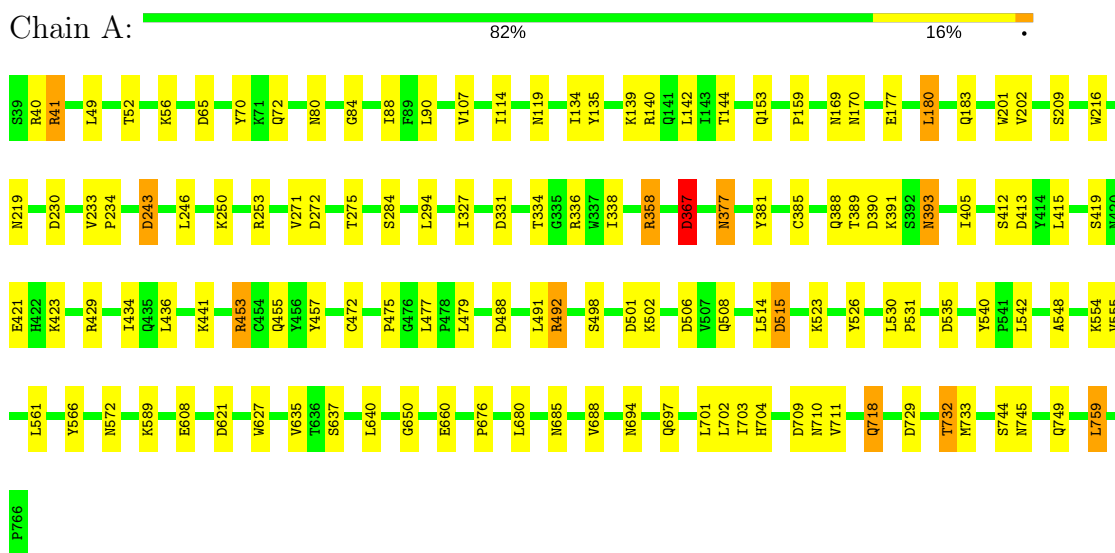 Chain A:
82% 16% •
S39 R40 R41 L49 T52 K56 D65 Y70 K71 Q72 N80 G84 I88 F89 L90 V107 I114 N119 I134 Y135 K139 R140 Q141 L142 I143 T144 Q153 P159 N169 N170 E177 L180 Q183 W201 V202 S209 W216
N219 D230 V233 P234 D243 L246 K250 R253 V271 D272 T275 S284 L294 I327 D331 T334 G335 R336 W337 I338 R358 D367 N377 Y381 C385 Q388 T389 D390 K391 S392 N393 I405 S412 D413 Y414 L415 S419
E421 H422 K423 R429 I434 Q435 L436 K441 R453 C454 Q455 Y456 Y457 C472 P475 G476 L477 P478 L479 D488 L491 R492 S498 D501 K502 D506 V507 Q508 L514 D515 K523 Y526 L530 P531 D535 Y540 P541 L542 A548 K554
L561 Y566 N572 K589 E608 D621 W627 V635 T636 S637 L640 G650 E660 P676 L680 N685 V688 N694 Q697 L701 L702 I703 H704 D709 N710 V711 Q718 D729 T732 M733 S744 N745 Q749 L759
P766